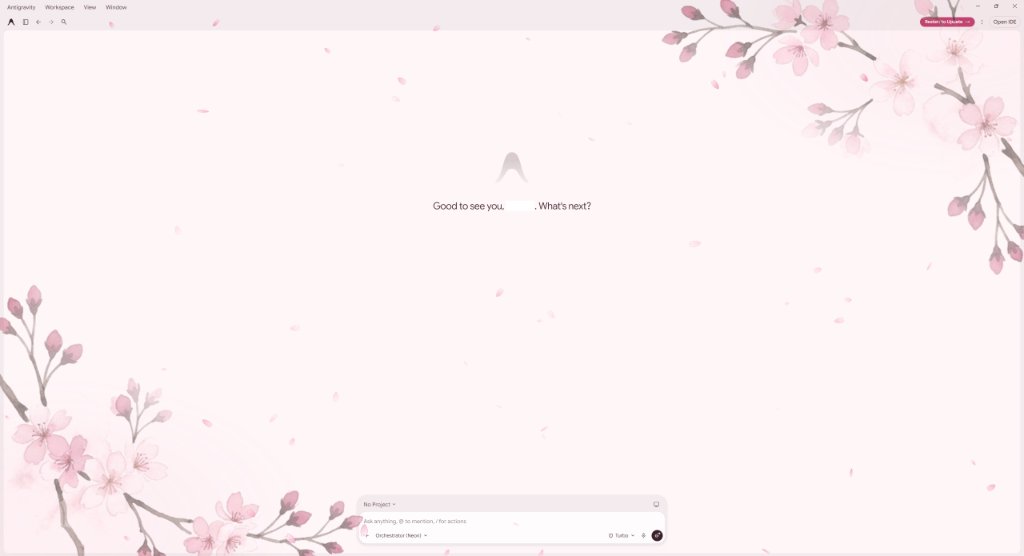 Antigravity Workspace View Window
Restart to Update → Open IDE
Good to see you, . What's next?
No Project
Ask anything, @ to mention, / for actions
Orchestrator (Neon) Turbo